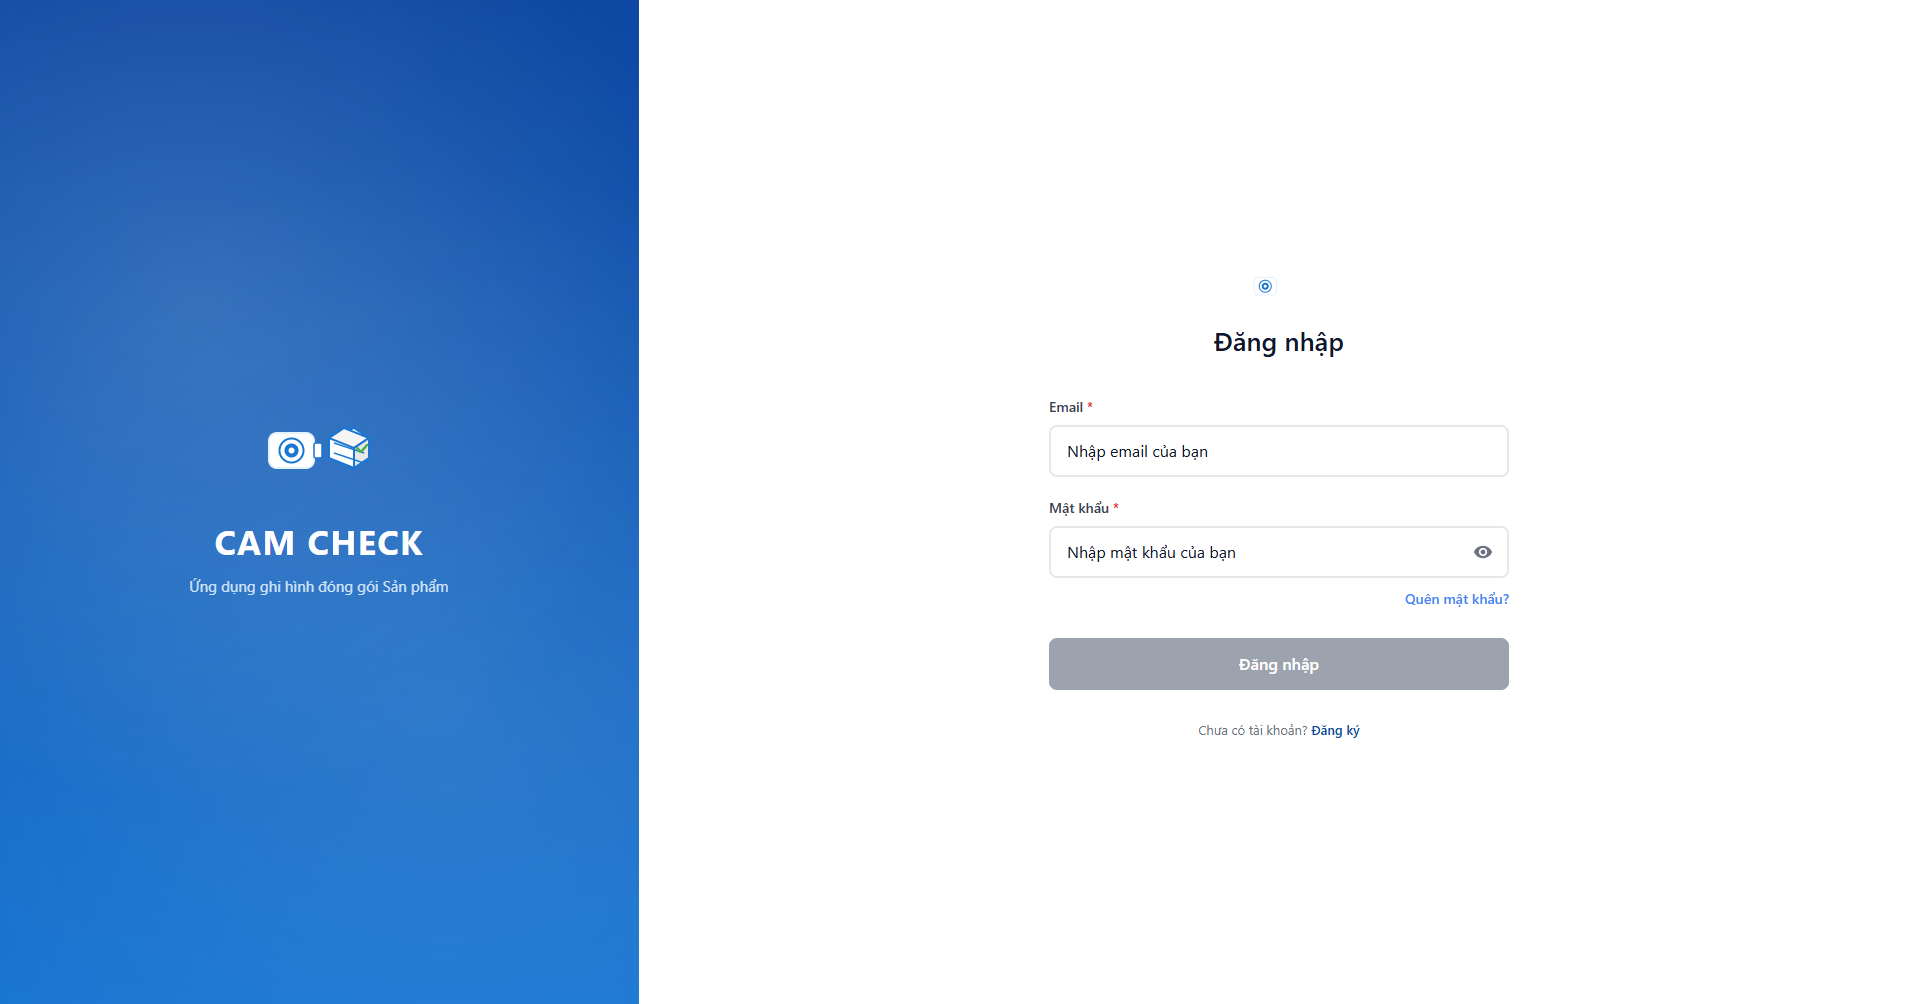 CAM CHECK
Ứng dụng ghi hình đóng gói Sản phẩm
Đăng nhập
Email *
Nhập email của bạn
Mật khẩu *
Nhập mật khẩu của bạn
Quên mật khẩu?
Đăng nhập
Chưa có tài khoản? Đăng ký